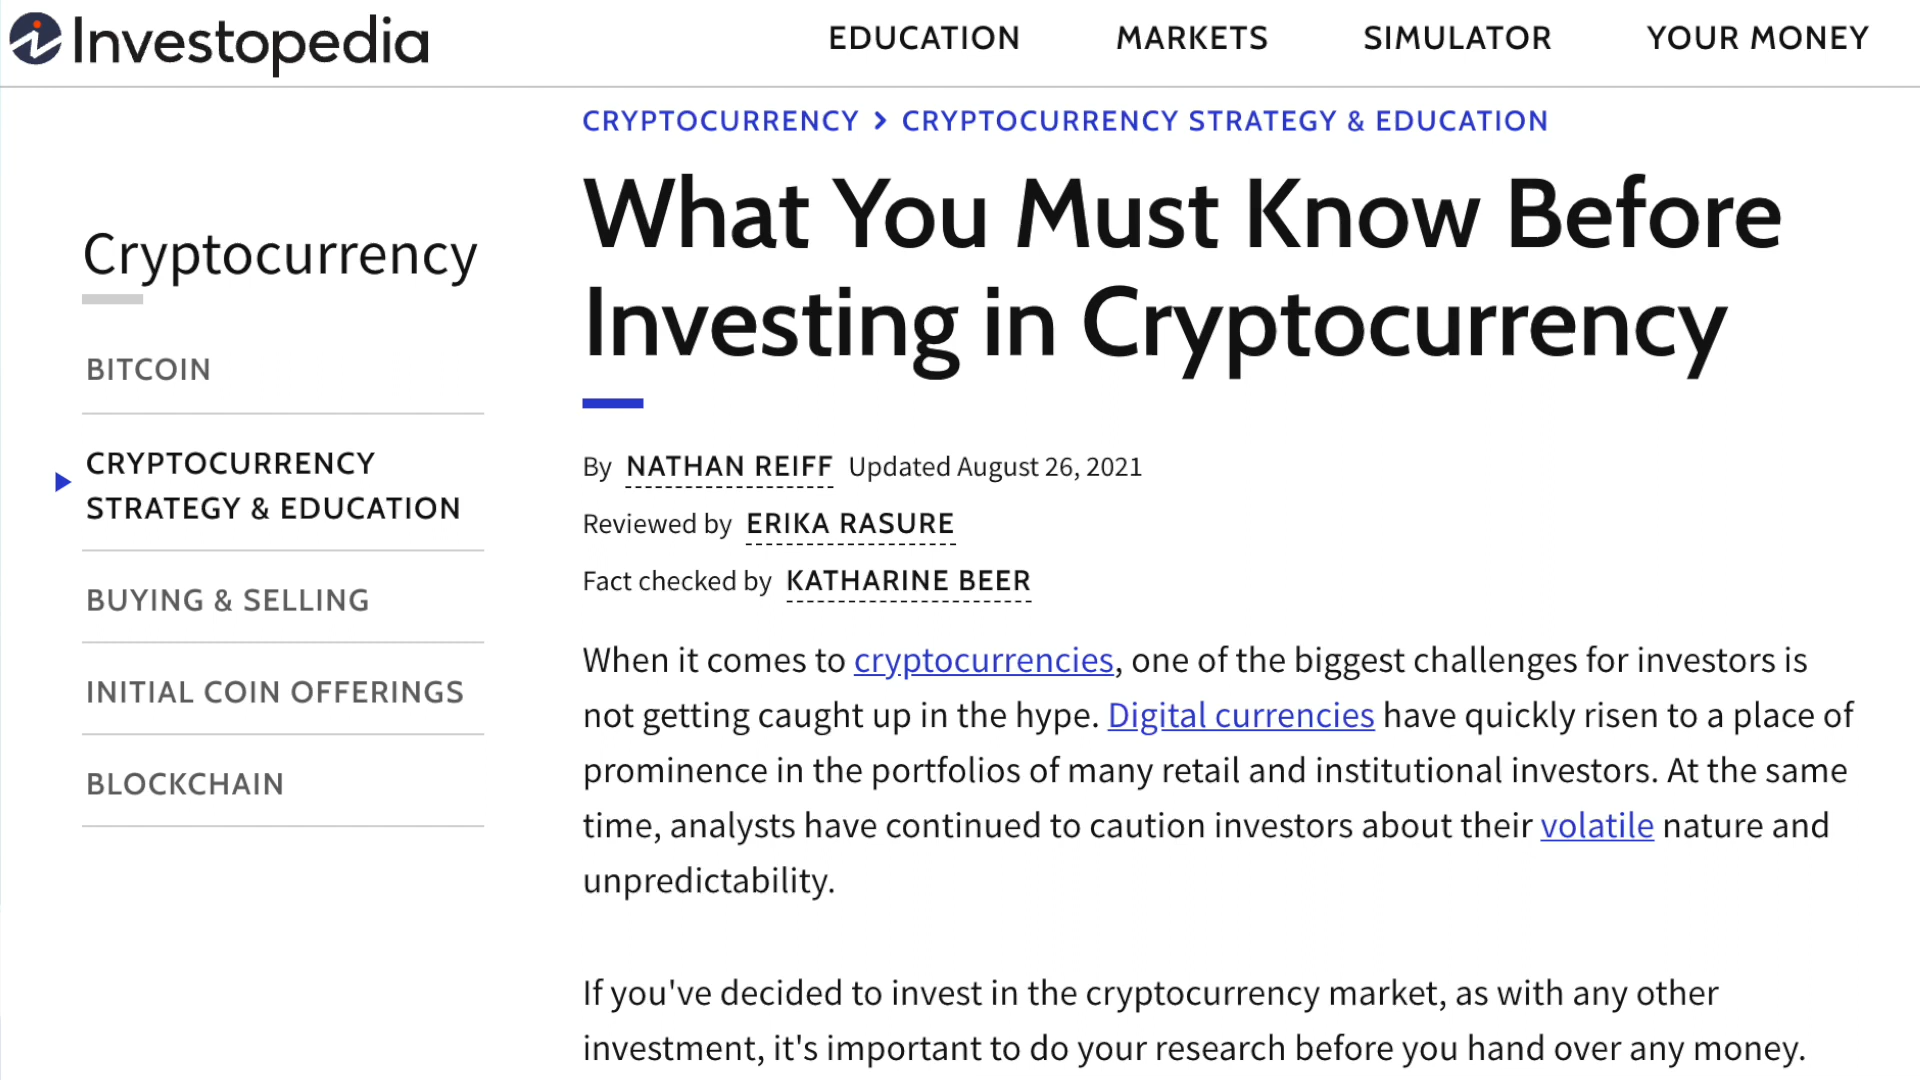 Investopedia
EDUCATION MARKETS SIMULATOR YOUR MONEY
CRYPTOCURRENCY > CRYPTOCURRENCY STRATEGY & EDUCATION
What You Must Know Before
Investing in Cryptocurrency
By NATHAN REIFF Updated August 26, 2021
Reviewed by ERIKA RASURE
Fact checked by KATHARINE BEER
Cryptocurrency
BITCOIN
CRYPTOCURRENCY
STRATEGY & EDUCATION
BUYING & SELLING
INITIAL COIN OFFERINGS
BLOCKCHAIN
When it comes to cryptocurrencies, one of the biggest challenges for investors is
not getting caught up in the hype. Digital currencies have quickly risen to a place of
prominence in the portfolios of many retail and institutional investors. At the same
time, analysts have continued to caution investors about their volatile nature and
unpredictability.
If you've decided to invest in the cryptocurrency market, as with any other
investment, it's important to do your research before you hand over any money.